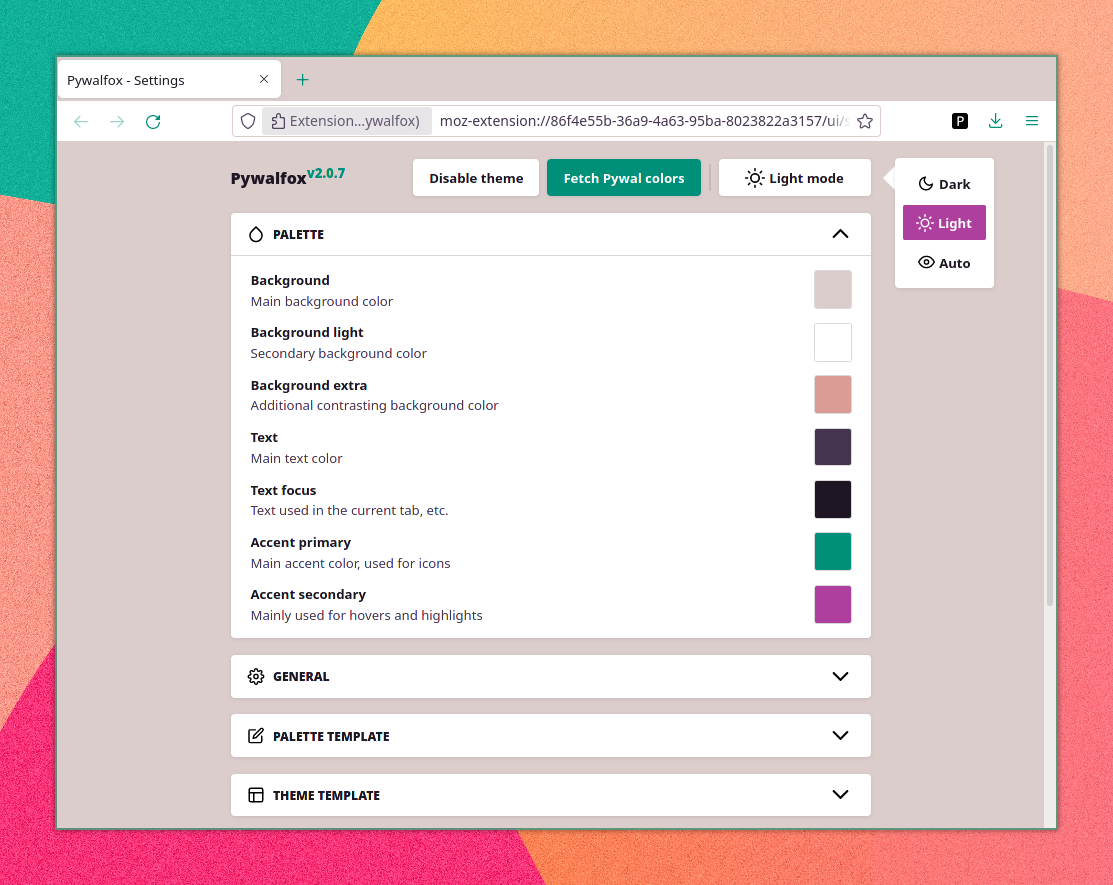 Pywalfox - Settings
Extension...ywalfox)
moz-extension://86f4e55b-36a9-4a63-95ba-8023822a3157/ui/s
P
Pywalfox v2.0.7
Disable theme
Fetch Pywal colors
Light mode
Dark
Light
Auto
PALETTE
Background
Main background color
Background light
Secondary background color
Background extra
Additional contrasting background color
Text
Main text color
Text focus
Text used in the current tab, etc.
Accent primary
Main accent color, used for icons
Accent secondary
Mainly used for hovers and highlights
GENERAL
PALETTE TEMPLATE
THEME TEMPLATE